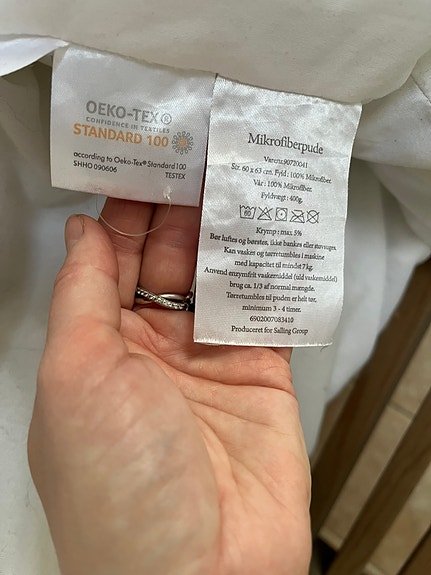 OEKO-TEX®
CONFIDENCE IN TEXTILES
STANDARD 100
according to Oeko-Tex® Standard 100
SHHO 090606
TESTEX
Mikrofiberpude
Varenr. 90720041
Str. 60 x 63 cm. Fyld : 100% Mikrofiber.
Vår : 100% Mikrofiber.
Fyldvægt : 400g.
60
Krymp : max 5%
Bør luftes og børstes, ikke bankes eller støvsuges.
Kan vaskes og tørretumbles i maskine
med kapacitet til mindst 7 kg.
Anvend enzymfrit vaskemiddel (uld vaskemiddel)
brug ca. 1/3 af normal mængde.
Tørretumbles til puden er helt tør,
minimum 3 - 4 timer.
6902007083410
Produceret for Salling Group